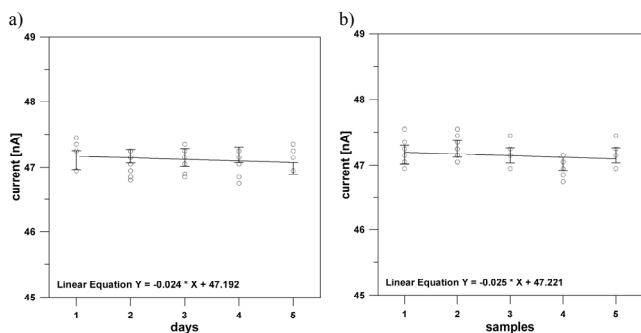 a)
49
48
47
46
45
current [nA]
Linear Equation Y = -0.024 * X + 47.192
1 2 3 4 5
days
b)
49
48
47
46
45
current [nA]
Linear Equation Y = -0.025 * X + 47.221
1 2 3 4 5
samples